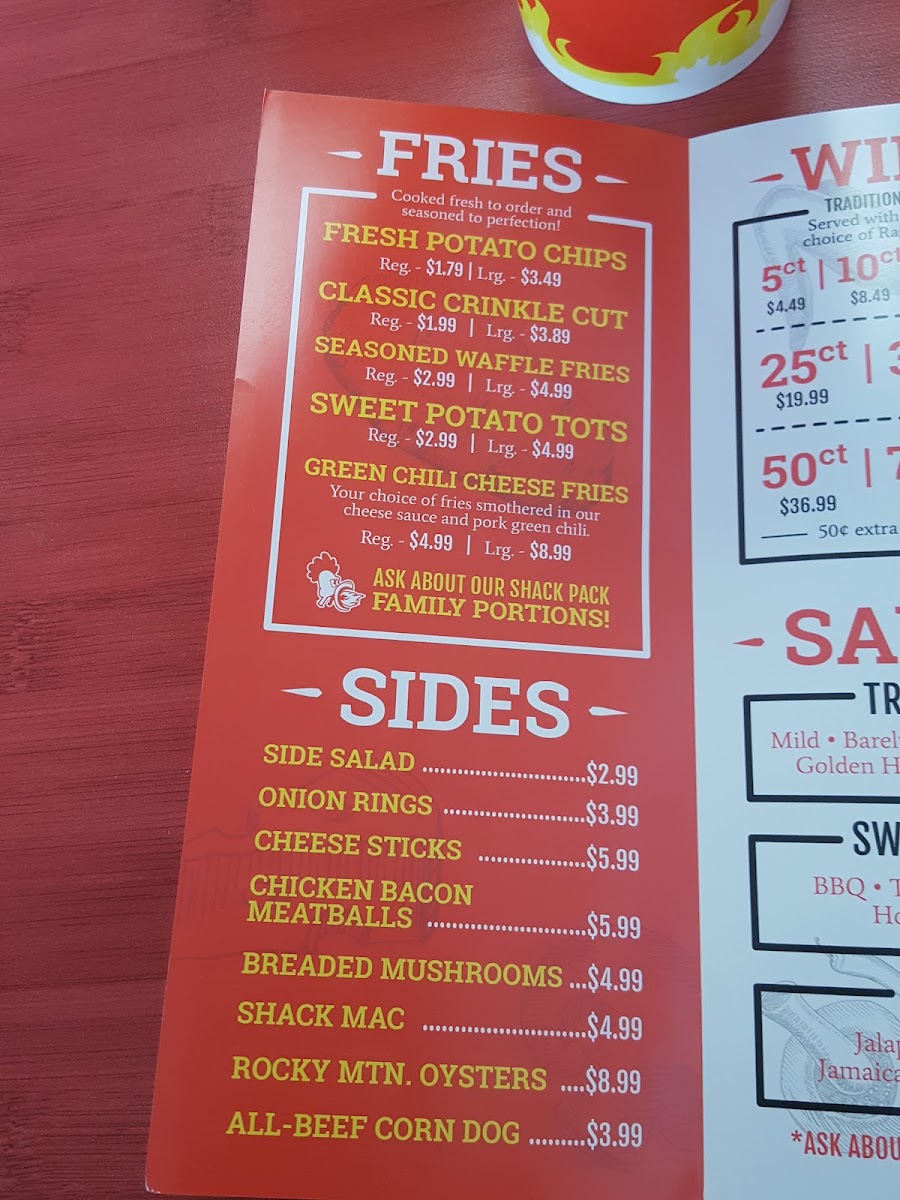 FRIES
Cooked fresh to order and
seasoned to perfection!
FRESH POTATO CHIPS
Reg. - $1.79 | Lrg. - $3.49
CLASSIC CRINKLE CUT
Reg. - $1.99 | Lrg. - $3.89
SEASONED WAFFLE FRIES
Reg. - $2.99 | Lrg. - $4.99
SWEET POTATO TOTS
Reg. - $2.99 | Lrg. - $4.99
GREEN CHILI CHEESE FRIES
Your choice of fries smothered in our
cheese sauce and pork green chili.
Reg. - $4.99 | Lrg. - $8.99
ASK ABOUT OUR SHACK PACK
FAMILY PORTIONS!
SIDES
SIDE SALAD ..............................$2.99
ONION RINGS ..........................$3.99
CHEESE STICKS ....................$5.99
CHICKEN BACON
MEATBALLS .............................$5.99
BREADED MUSHROOMS ...$4.99
SHACK MAC ..............................$4.99
ROCKY MTN. OYSTERS ....$8.99
ALL-BEEF CORN DOG .........$3.99
Served with
choice of
5ct | 10ct
$4.49 $8.49
25ct |
$19.99
50ct |
$36.99
50¢ extra
Mild •
Golden
BBQ •
*ASK